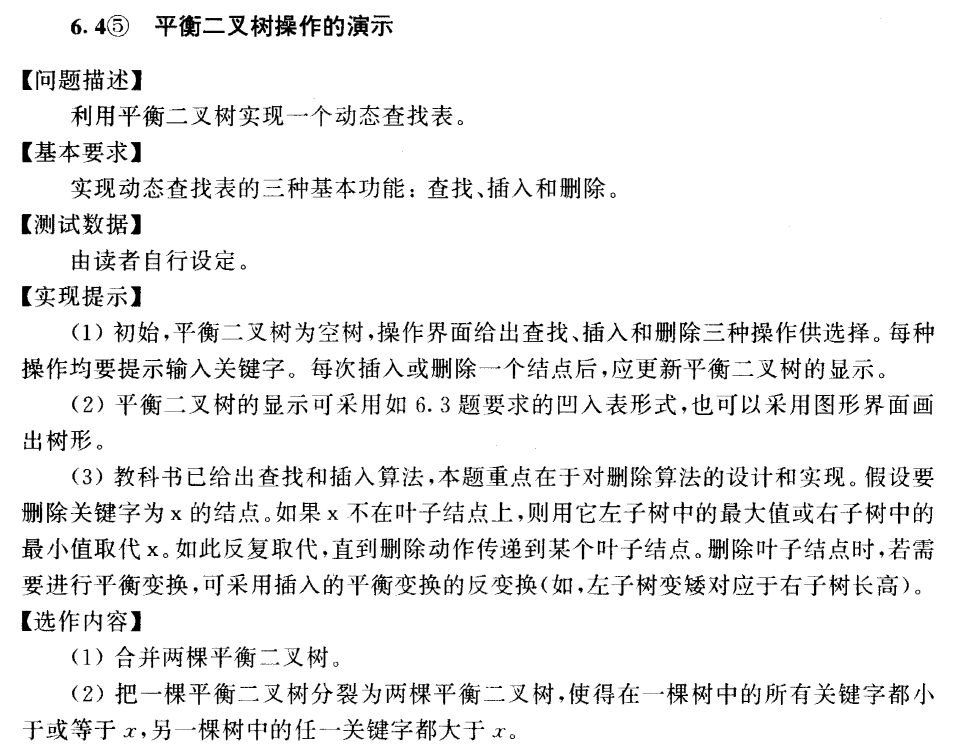 6.4⑤ 平衡二叉树操作的演示
【问题描述】
利用平衡二叉树实现一个动态查找表。
【基本要求】
实现动态查找表的三种基本功能：查找、插入和删除。
【测试数据】
由读者自行设定。
【实现提示】
(1) 初始，平衡二叉树为空树，操作界面给出查找、插入和删除三种操作供选择。每种
操作均要提示输入关键字。每次插入或删除一个结点后，应更新平衡二叉树的显示。
(2) 平衡二叉树的显示可采用如 6.3 题要求的凹入表形式，也可以采用图形界面画
出树形。
(3) 教科书已给出查找和插入算法，本题重点在于对删除算法的设计和实现。假设要
删除关键字为 x 的结点。如果 x 不在叶子结点上，则用它左子树中的最大值或右子树中的
最小值取代 x。如此反复取代，直到删除动作传递到某个叶子结点。删除叶子结点时，若需
要进行平衡变换，可采用插入的平衡变换的反变换(如，左子树变矮对应于右子树长高)。
【选作内容】
(1) 合并两棵平衡二叉树。
(2) 把一棵平衡二叉树分裂为两棵平衡二叉树，使得在一棵树中的所有关键字都小
于或等于 x，另一棵树中的任一关键字都大于 x。